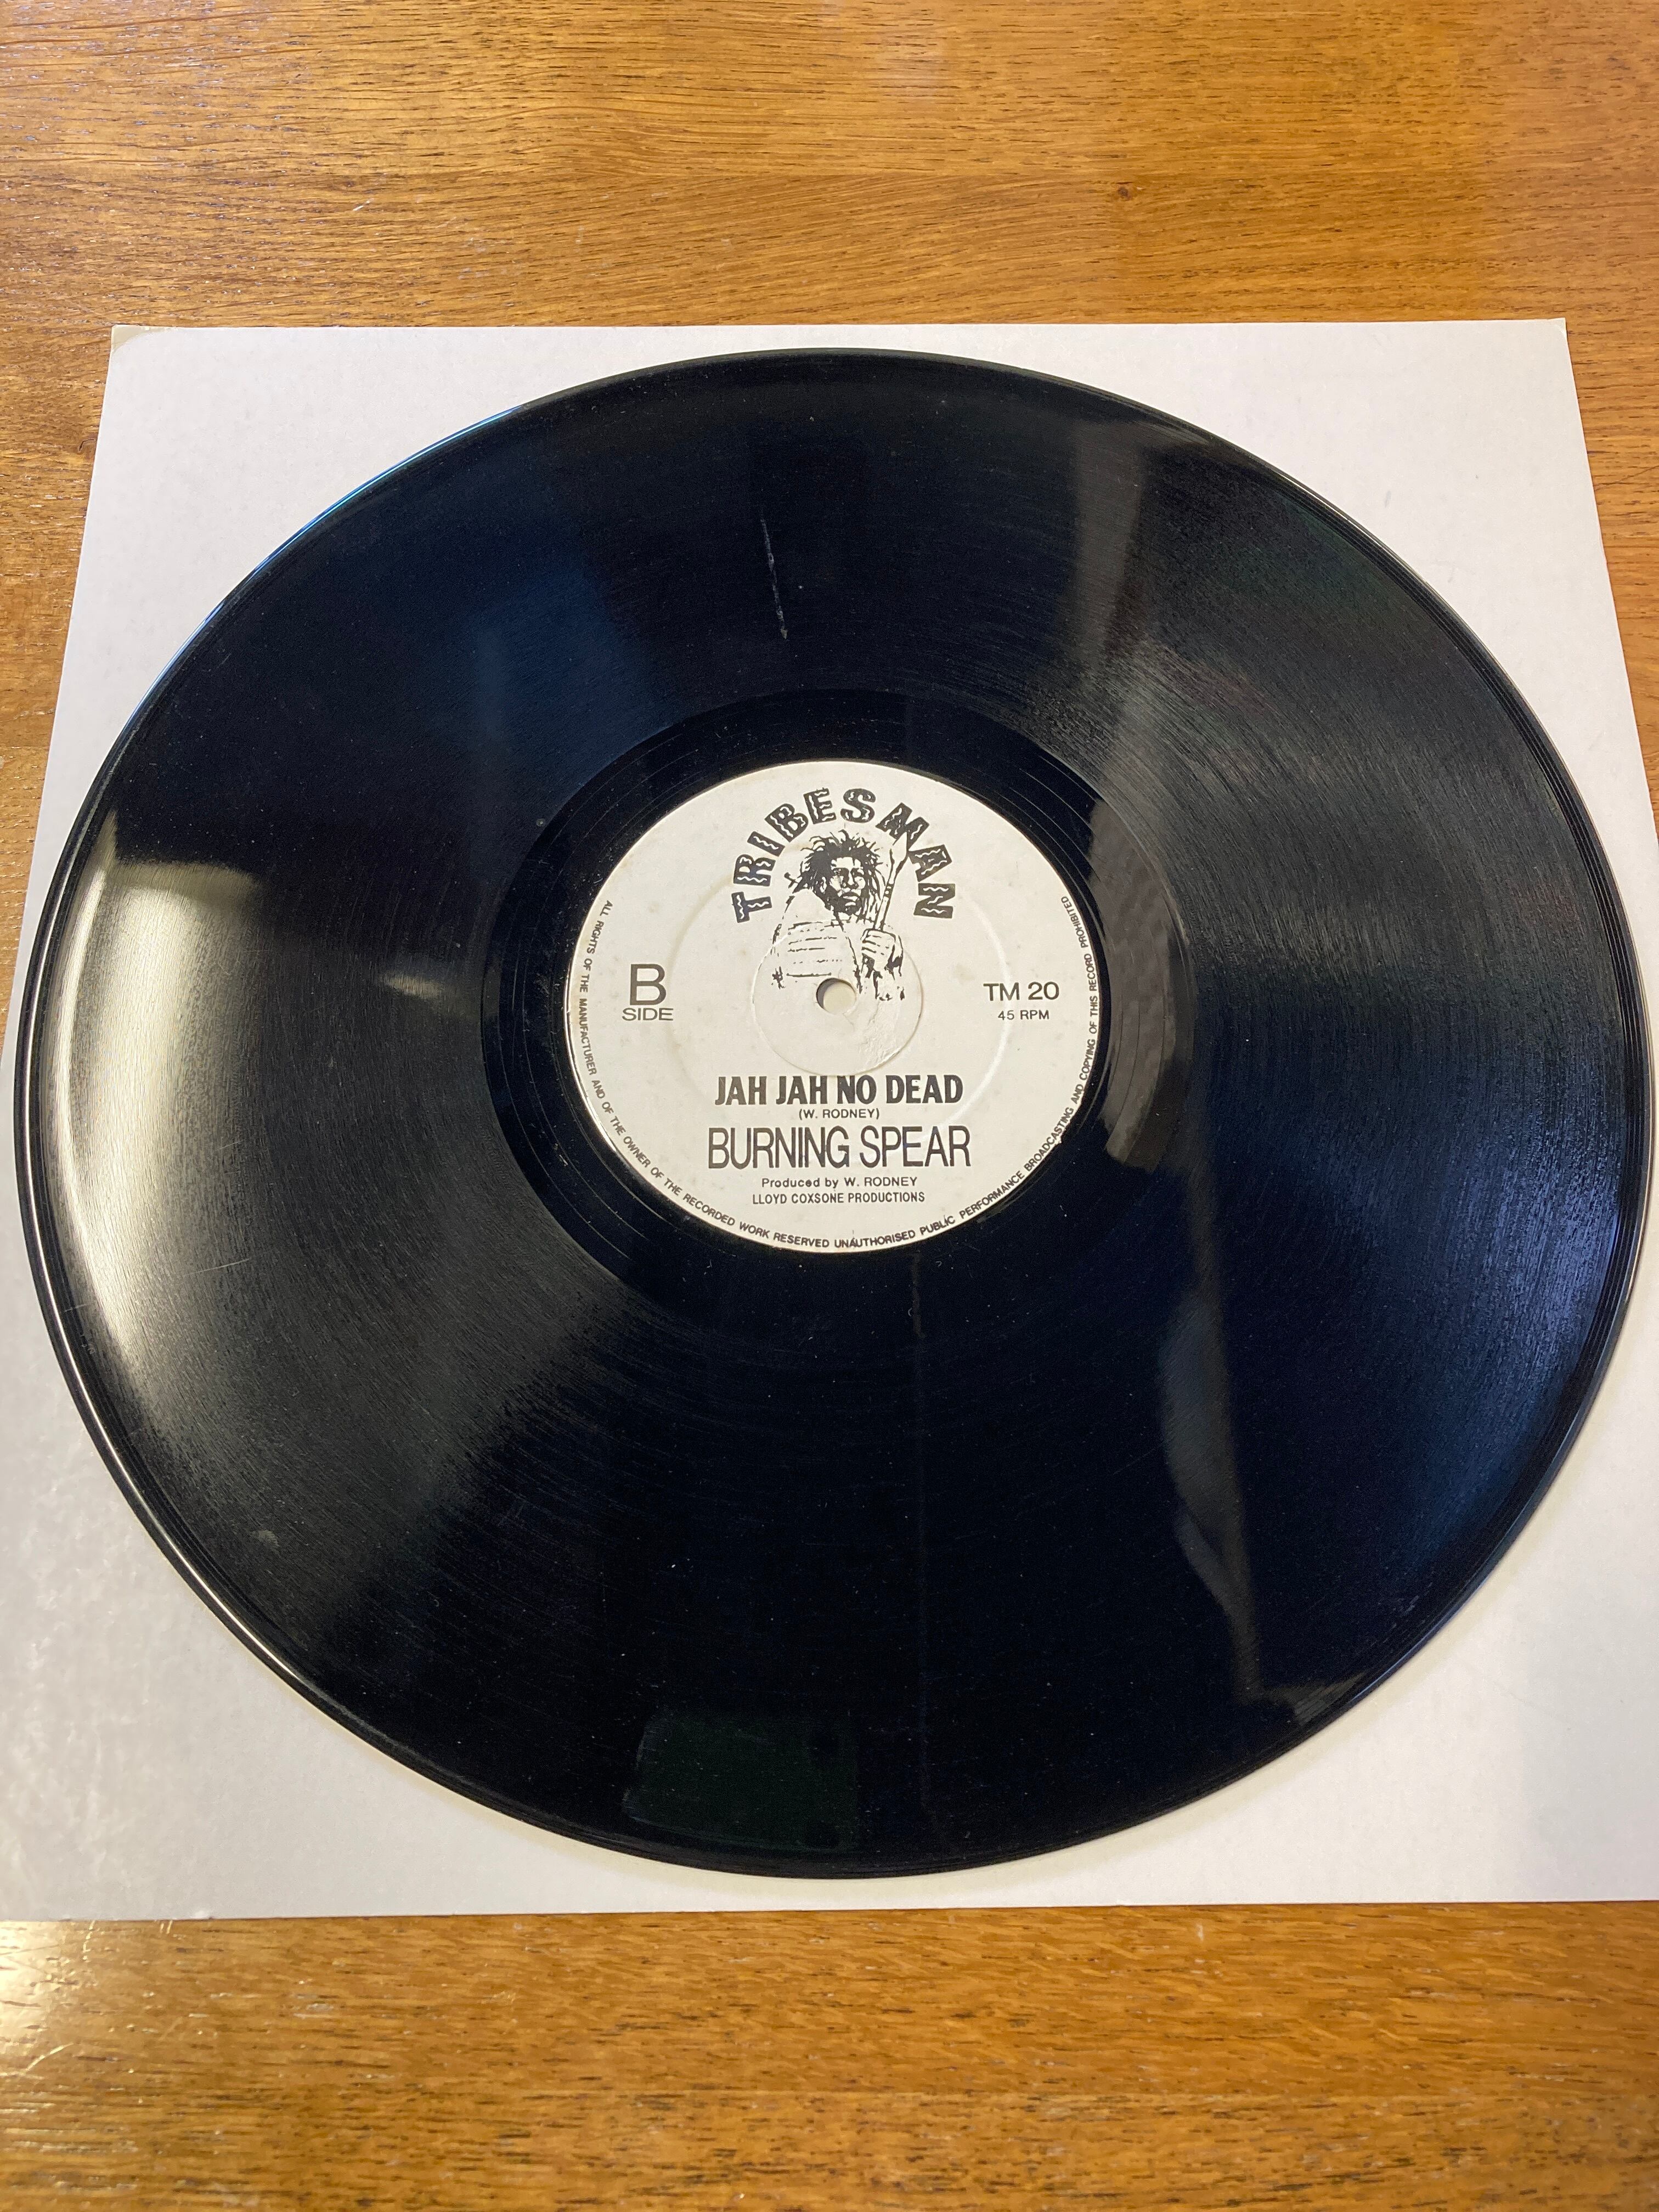 TRIBESMAN
B
SIDE
TM 20
45 RPM
JAH JAH NO DEAD
(W. RODNEY)
BURNING SPEAR
Produced by W. RODNEY
LLOYD COXSONE PRODUCTIONS
ALL RIGHTS OF THE MANUFACTURER AND OF THE OWNER OF THE RECORDED WORK RESERVED UNAUTHORISED PUBLIC PERFORMANCE BROADCASTING AND COPYING OF THIS RECORD PROHIBITED